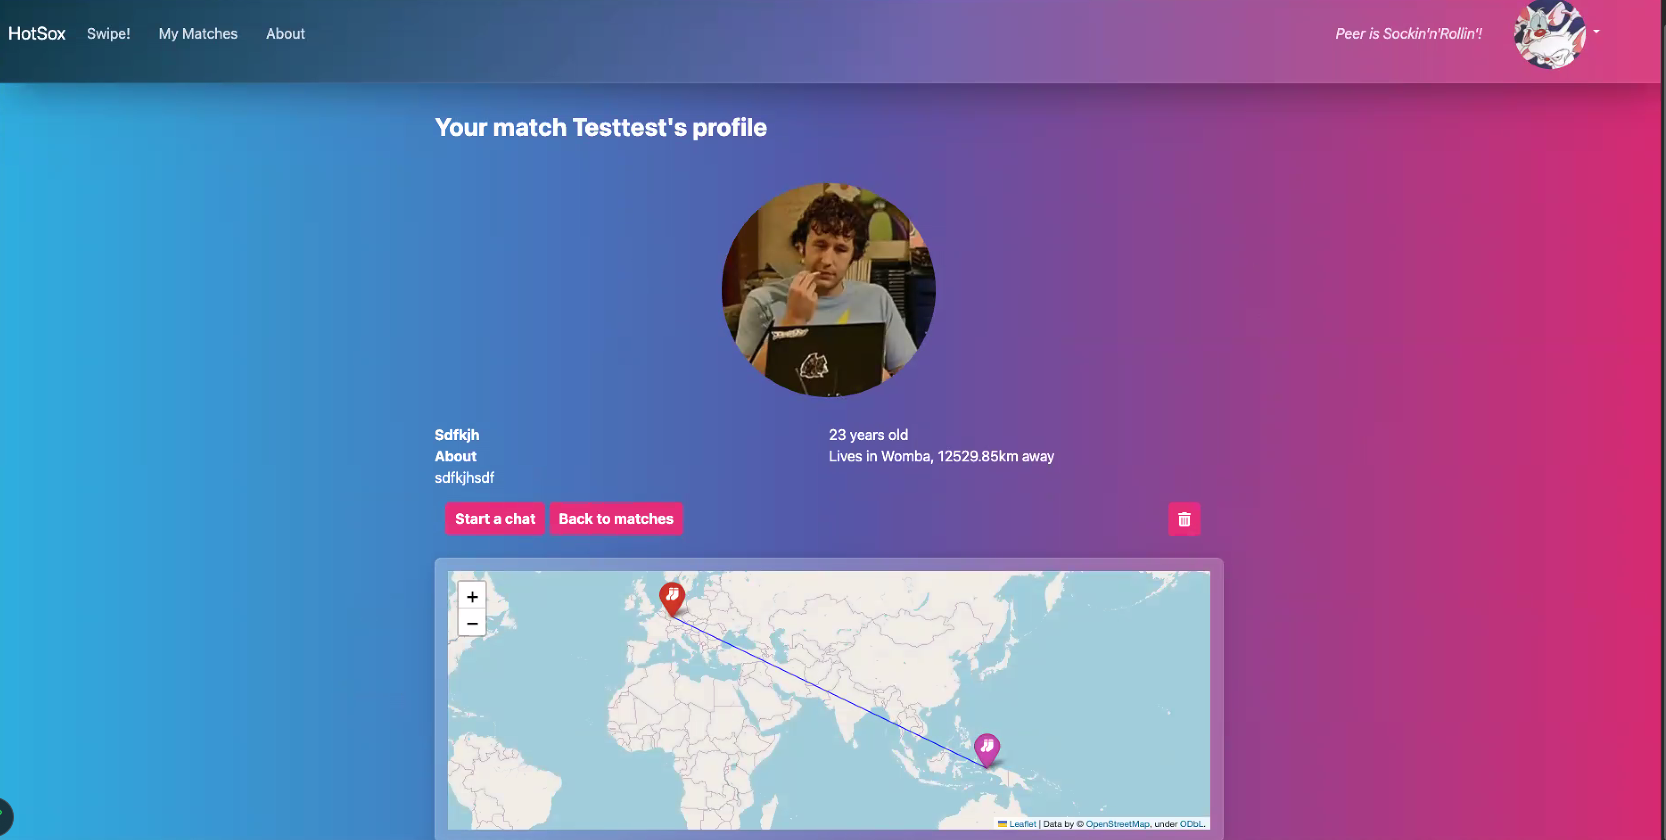 HotSox Swipe! My Matches About Peer is Sockin'n'Rollin'!
Your match Testtest's profile
Sdfkjh 23 years old
About Lives in Womba, 12529.85km away
sdfkjhsdf
Start a chat Back to matches
+
−
Leaflet | Data by © OpenStreetMap, under ODbL.